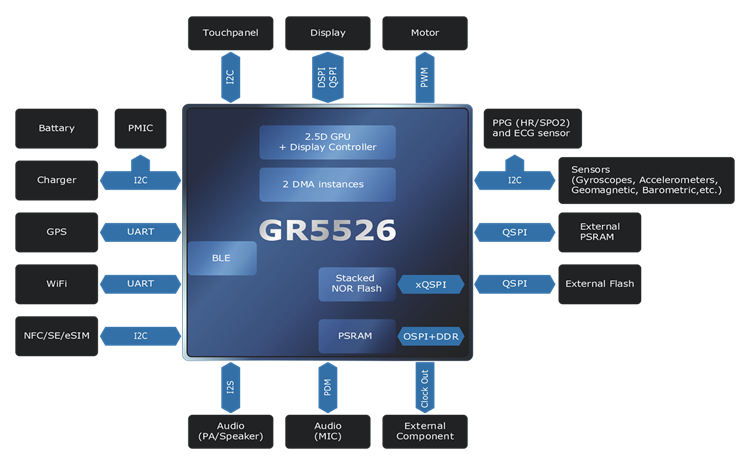 Touchpanel
Display
Motor
I2C
DSPI
QSPI
PWM
Battary
PMIC
PPG (HR/SPO2)
and ECG sensor
2.5D GPU
+ Display Controller
Charger
I2C
2 DMA instances
I2C
Sensors
(Gyroscopes, Accelerometers,
Geomagnetic, Barometric,etc.)
GPS
UART
GR5526
QSPI
External
PSRAM
BLE
WiFi
UART
Stacked
NOR Flash
xQSPI
QSPI
External Flash
NFC/SE/eSIM
I2C
PSRAM
OSPI+DDR
I2S
PDM
Clock Out
Audio
(PA/Speaker)
Audio
(MIC)
External
Component